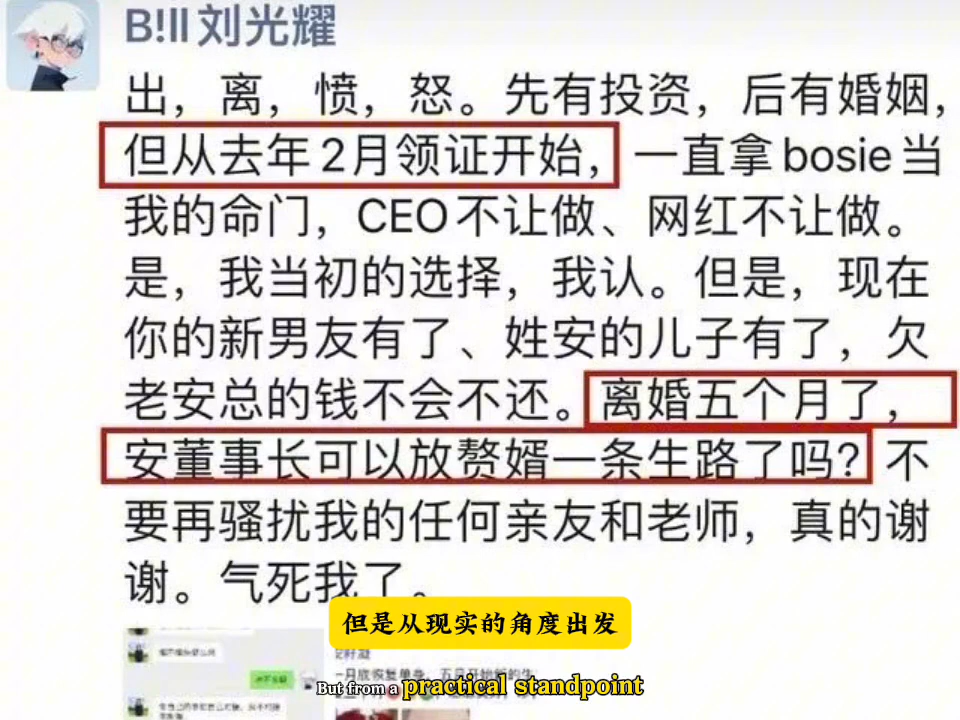 B!ll刘光耀
出，离，愤，怒。先有投资，后有婚姻，
但从去年2月领证开始，一直拿bosie当
我的命门，CEO不让做、网红不让做。
是，我当初的选择，我认。但是，现在
你的新男友有了、姓安的儿子有了，欠
老安总的钱不会不还。离婚五个月了，
安董事长可以放赘婿一条生路了吗？不
要再骚扰我的任何亲友和老师，真的谢
谢。气死我了。
但是从现实的角度出发
But from a practical standpoint